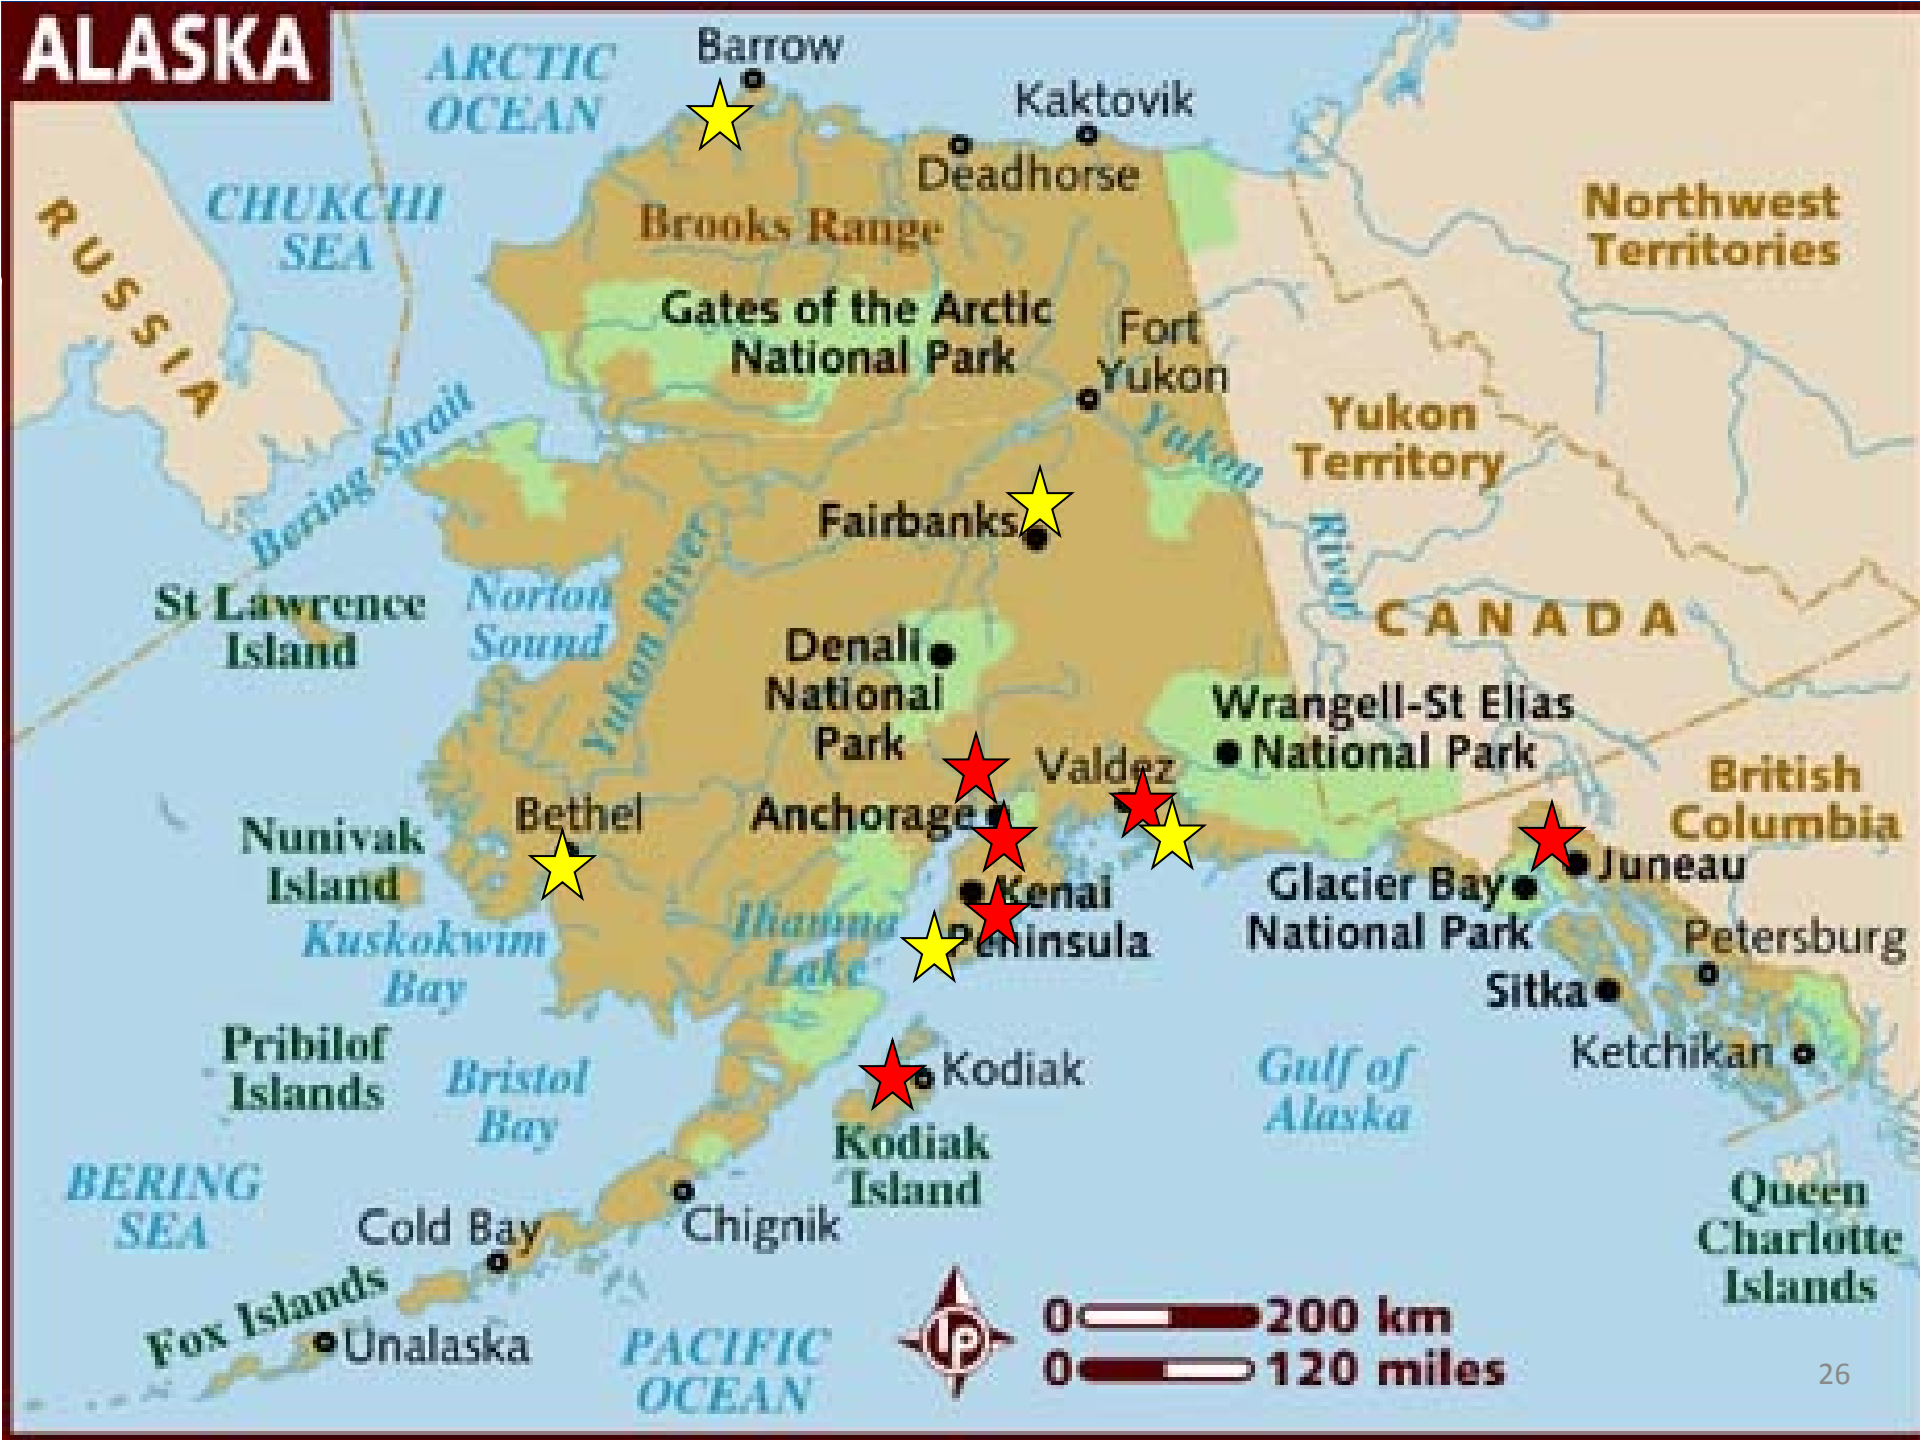 ALASKA
Barrow
ARCTIC
OCEAN
Kaktovik
Deadhorse
CHUKCHI
SEA
RUSSIA
Brooks Range
Northwest
Territories
Gates of the Arctic
National Park
Fort
Yukon
Yukon
River
Yukon
Territory
Bering Strait
Fairbanks
St Lawrence
Island
Norton
Sound
Yukon River
CANADA
Denali
National
Park
Wrangell-St Elias
National Park
Valdez
British
Columbia
Bethel
Anchorage
Nunivak
Island
Juneau
Glacier Bay
National Park
Kenai
Peninsula
Iliamna
Lake
Kuskokwim
Bay
Petersburg
Sitka
Ketchikan
Pribilof
Islands
Bristol
Bay
Kodiak
Gulf of
Alaska
Kodiak
Island
BERING
SEA
Queen
Charlotte
Islands
Cold Bay
Chignik
Fox Islands
Unalaska
PACIFIC
OCEAN
lp
0 200 km
0 120 miles
26